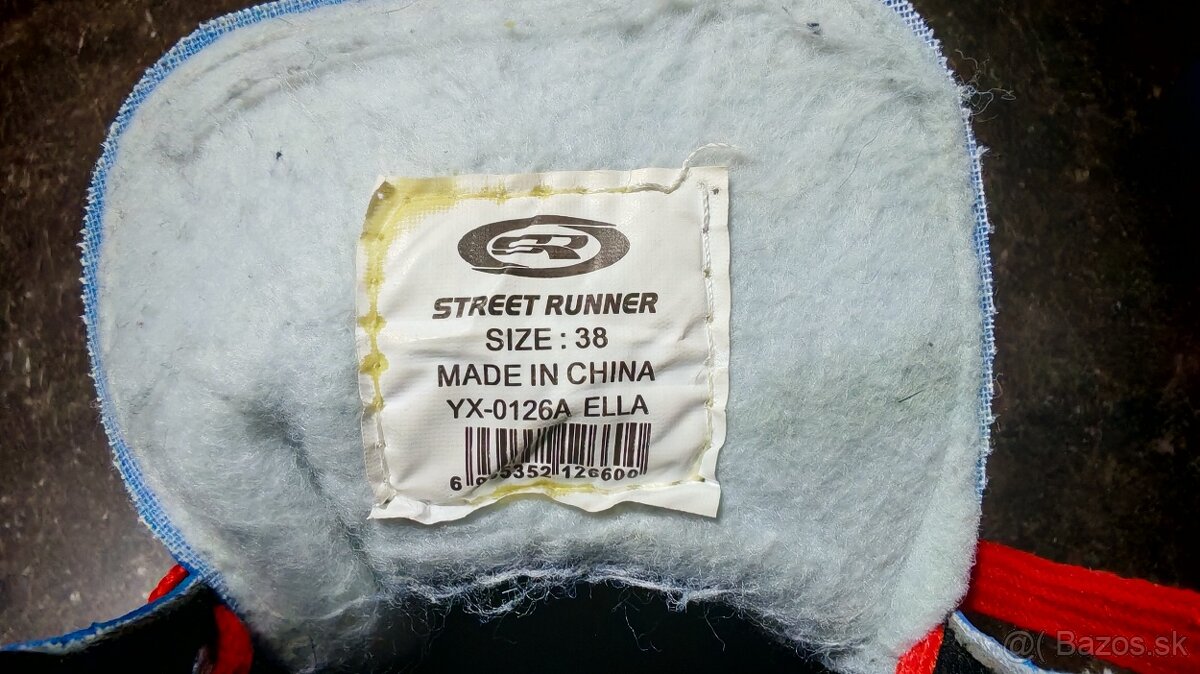 SR
STREET RUNNER
SIZE : 38
MADE IN CHINA
YX-0126A ELLA
@( Bazos.sk